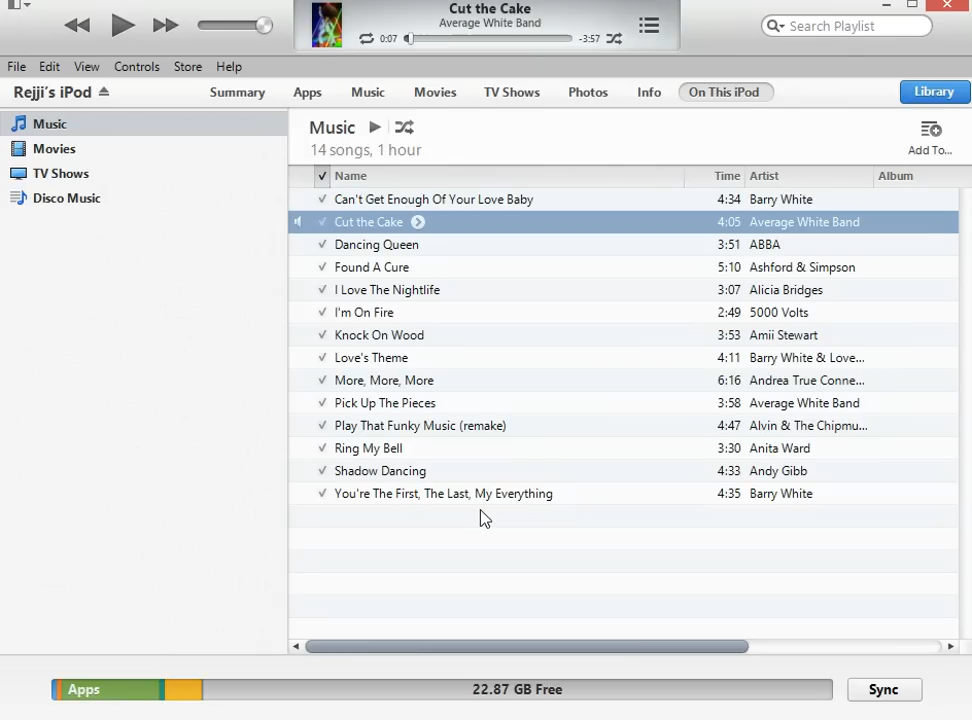 Cut the Cake
Average White Band
0:07 -3:57
Search Playlist
File Edit View Controls Store Help
Rejji's iPod Summary Apps Music Movies TV Shows Photos Info On This iPod Library
Music
Movies
TV Shows
Disco Music
Music
14 songs, 1 hour
Add To...
Name Time Artist Album
Can't Get Enough Of Your Love Baby 4:34 Barry White
Cut the Cake 4:05 Average White Band
Dancing Queen 3:51 ABBA
Found A Cure 5:10 Ashford & Simpson
I Love The Nightlife 3:07 Alicia Bridges
I'm On Fire 2:49 5000 Volts
Knock On Wood 3:53 Amii Stewart
Love's Theme 4:11 Barry White & Love...
More, More, More 6:16 Andrea True Conne...
Pick Up The Pieces 3:58 Average White Band
Play That Funky Music (remake) 4:47 Alvin & The Chipmu...
Ring My Bell 3:30 Anita Ward
Shadow Dancing 4:33 Andy Gibb
You're The First, The Last, My Everything 4:35 Barry White
Apps 22.87 GB Free Sync